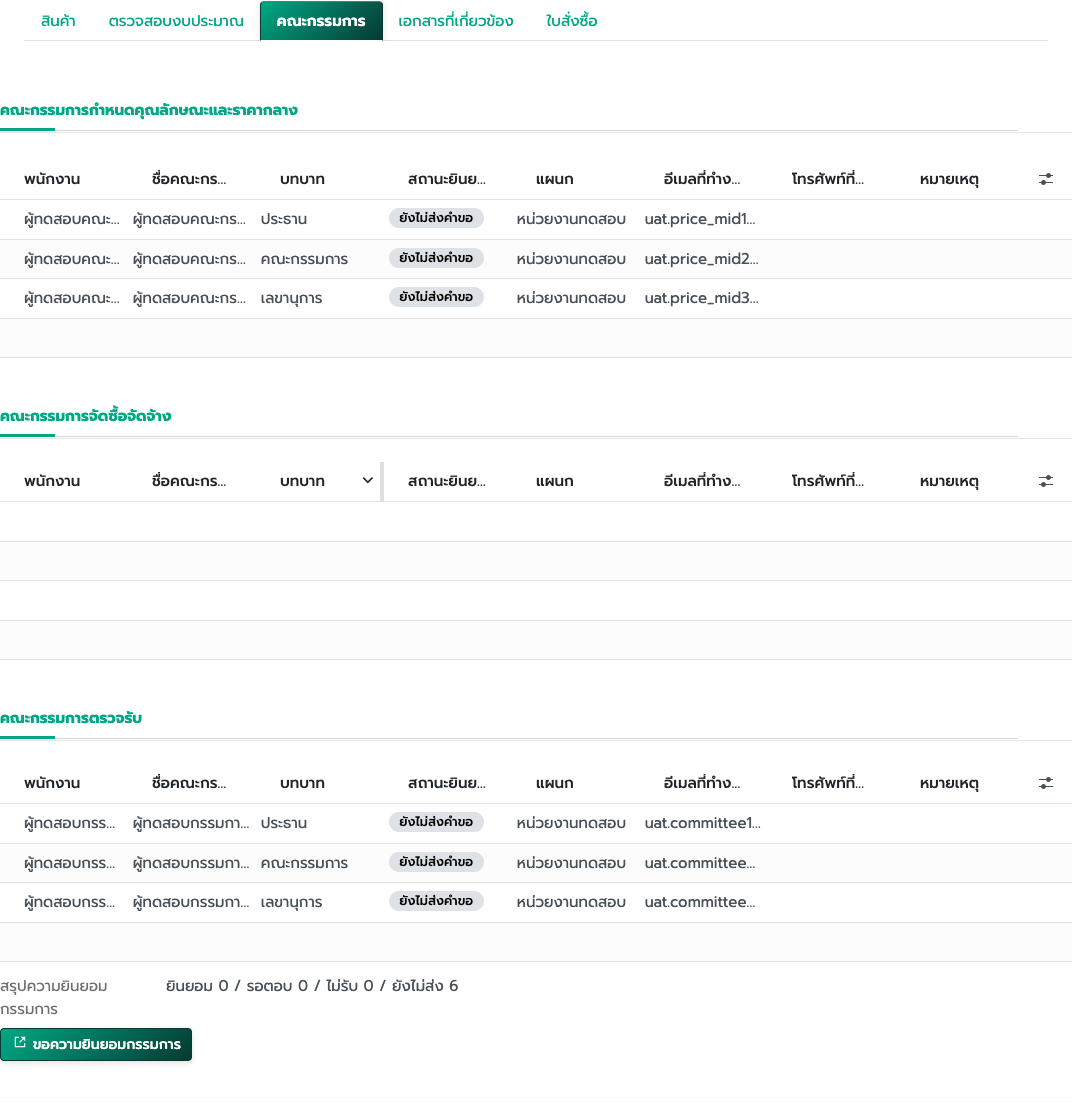 สินค้า ตรวจสอบงบประมาณ คณะกรรมการ เอกสารที่เกี่ยวข้อง ใบสั่งซื้อ
คณะกรรมการกำหนดคุณลักษณะและราคากลาง
พนักงาน ชื่อคณะกร... บทบาท สถานะยินย... แผนก อีเมลที่ทำง... โทรศัพท์ที่... หมายเหตุ
ผู้ทดสอบคณะ... ผู้ทดสอบคณะกร... ประธาน ยังไม่ส่งคำขอ หน่วยงานทดสอบ uat.price_mid1...
ผู้ทดสอบคณะ... ผู้ทดสอบคณะกร... คณะกรรมการ ยังไม่ส่งคำขอ หน่วยงานทดสอบ uat.price_mid2...
ผู้ทดสอบคณะ... ผู้ทดสอบคณะกร... เลขานุการ ยังไม่ส่งคำขอ หน่วยงานทดสอบ uat.price_mid3...
คณะกรรมการจัดซื้อจัดจ้าง
พนักงาน ชื่อคณะกร... บทบาท สถานะยินย... แผนก อีเมลที่ทำง... โทรศัพท์ที่... หมายเหตุ
คณะกรรมการตรวจรับ
พนักงาน ชื่อคณะกร... บทบาท สถานะยินย... แผนก อีเมลที่ทำง... โทรศัพท์ที่... หมายเหตุ
ผู้ทดสอบกรร... ผู้ทดสอบกรรมกา... ประธาน ยังไม่ส่งคำขอ หน่วยงานทดสอบ uat.committee1...
ผู้ทดสอบกรร... ผู้ทดสอบกรรมกา... คณะกรรมการ ยังไม่ส่งคำขอ หน่วยงานทดสอบ uat.committee...
ผู้ทดสอบกรร... ผู้ทดสอบกรรมกา... เลขานุการ ยังไม่ส่งคำขอ หน่วยงานทดสอบ uat.committee...
สรุปความยินยอม ยินยอม 0 / รอตอบ 0 / ไม่รับ 0 / ยังไม่ส่ง 6
กรรมการ
ขอความยินยอมกรรมการ